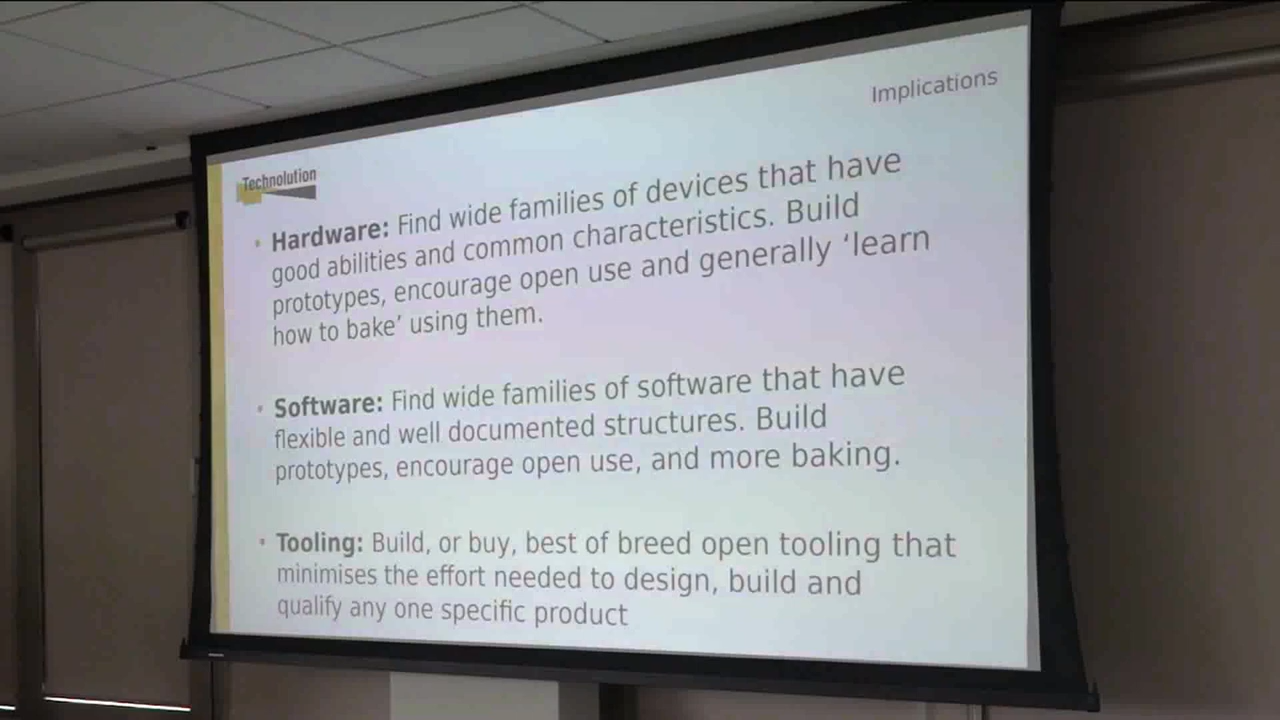 Implications
Technolution
• Hardware: Find wide families of devices that have
good abilities and common characteristics. Build
prototypes, encourage open use and generally ‘learn
how to bake’ using them.
• Software: Find wide families of software that have
flexible and well documented structures. Build
prototypes, encourage open use, and more baking.
• Tooling: Build, or buy, best of breed open tooling that
minimises the effort needed to design, build and
qualify any one specific product